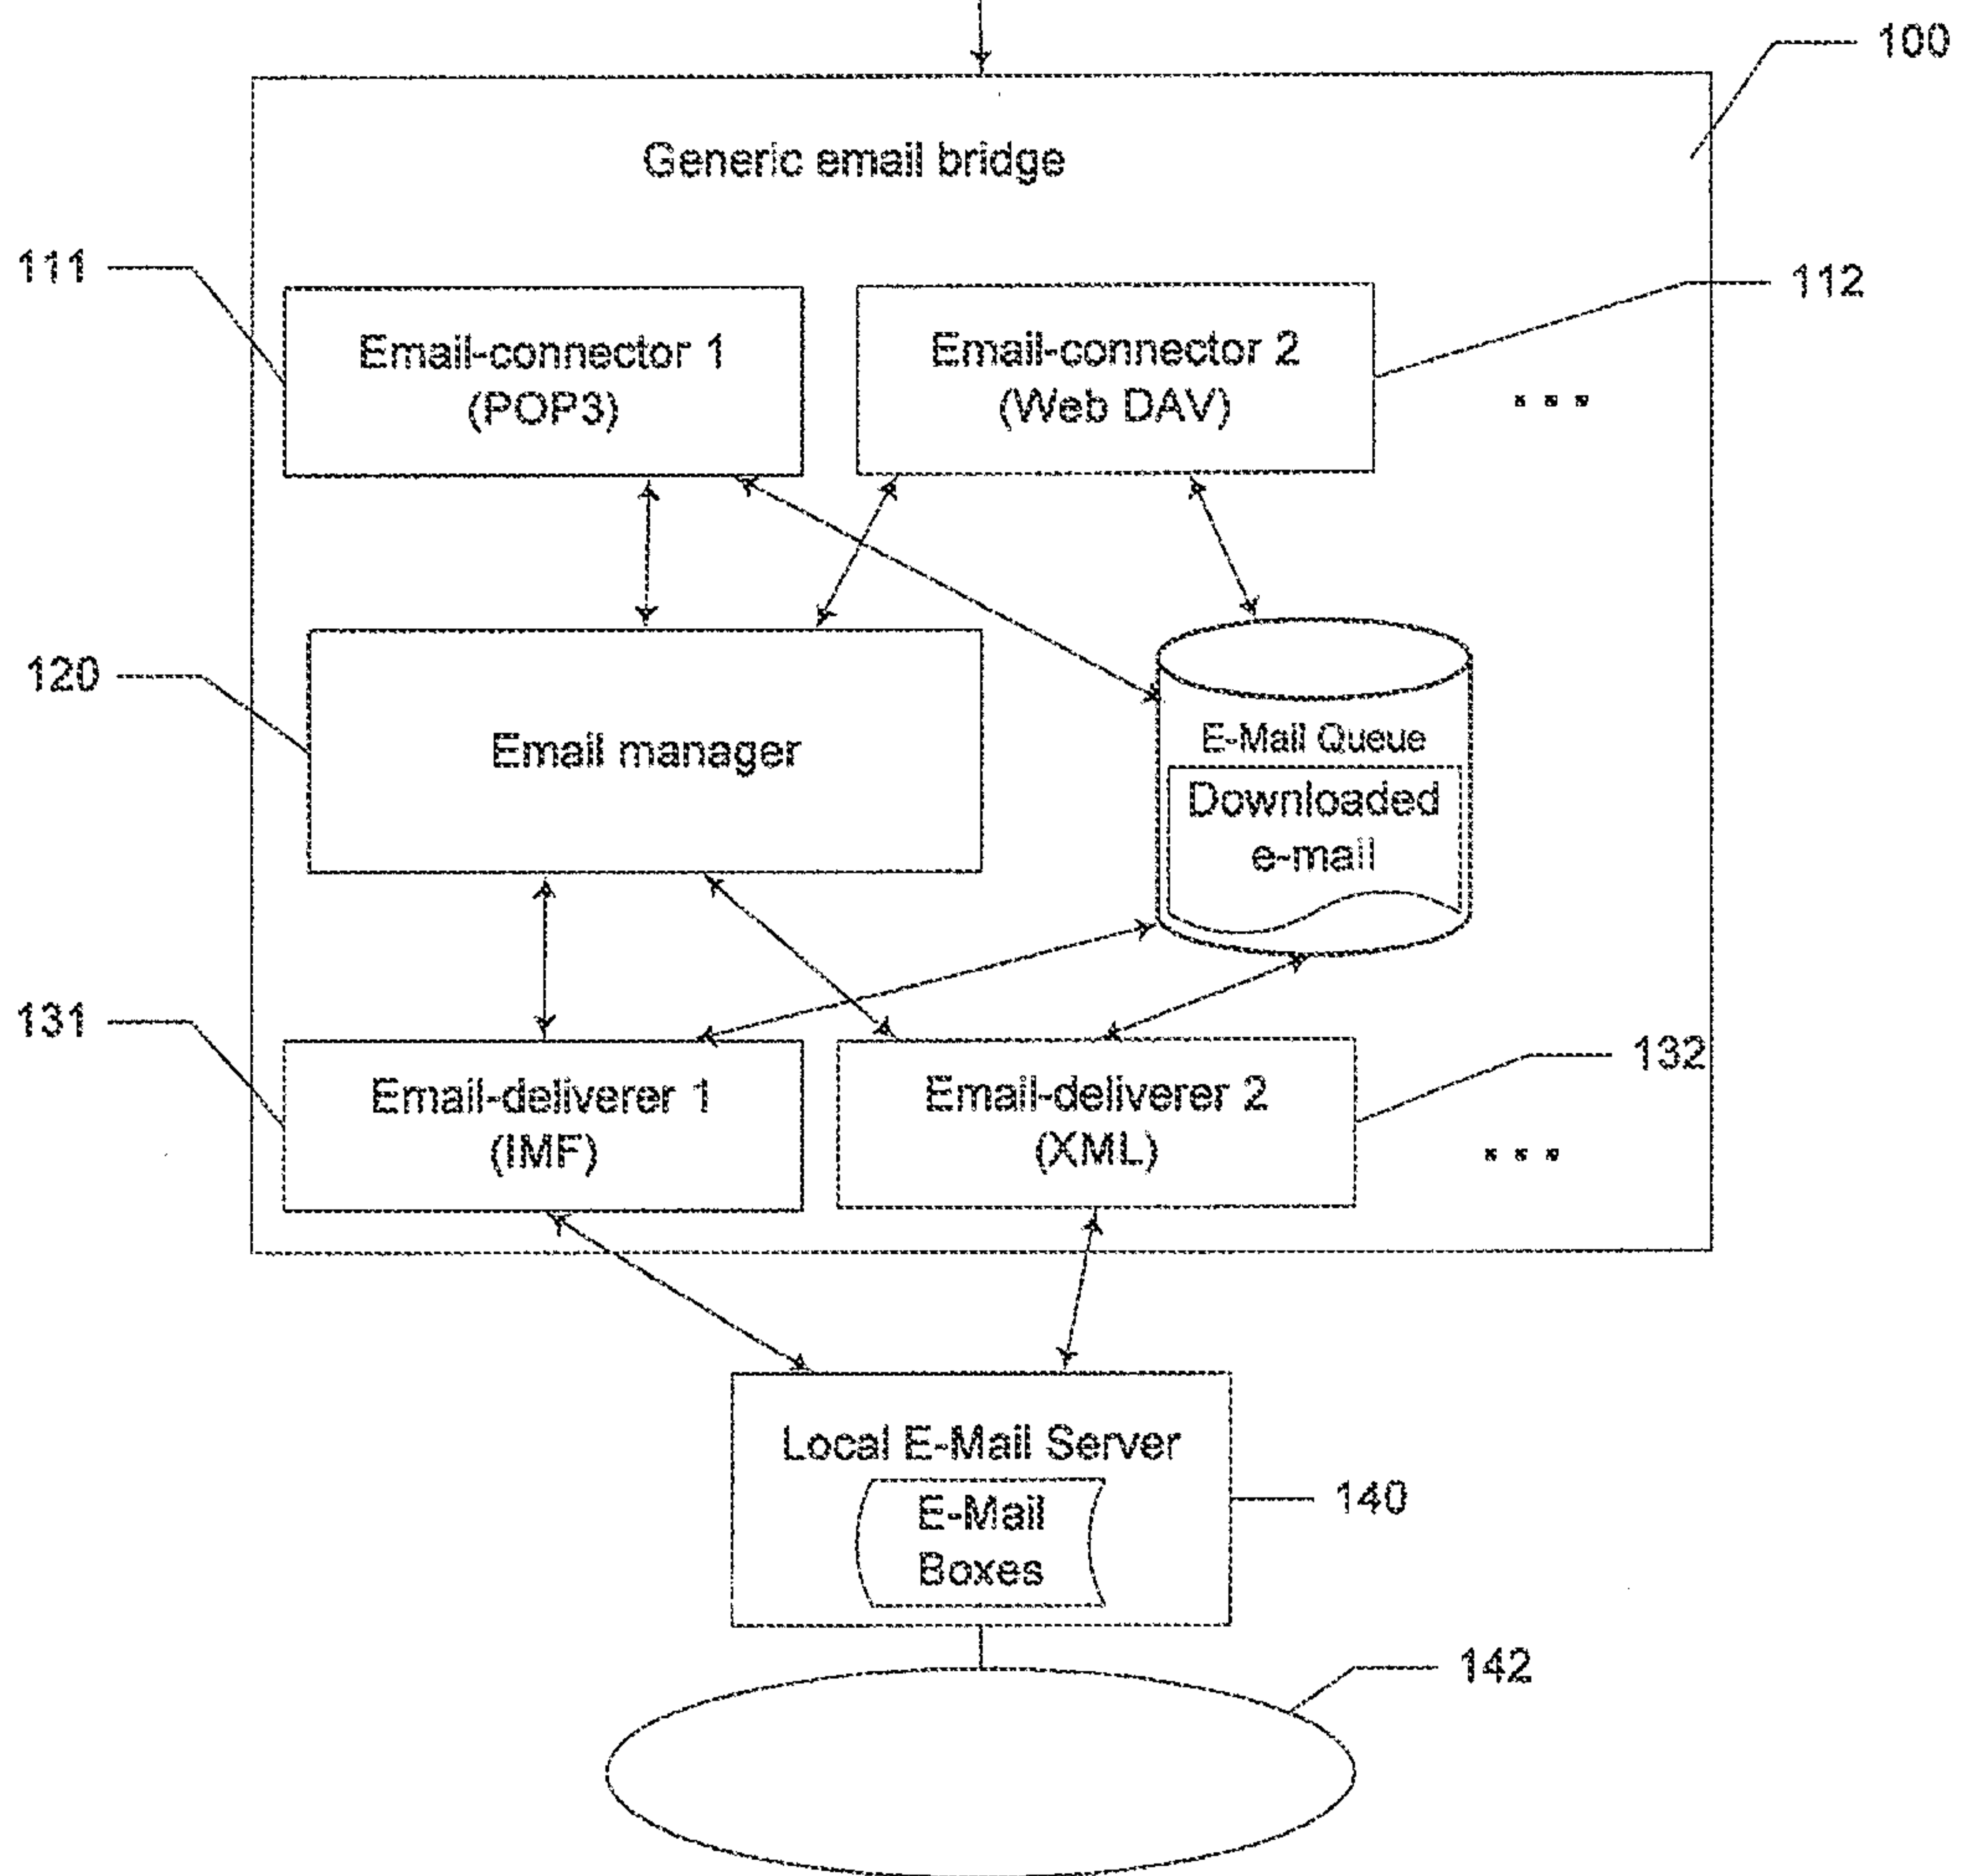 100
Generic email bridge
111
112
Email-connector 1
(POP3)
Email-connector 2
(Web DAV)
...
120
Email manager
E-Mail Queue
Downloaded
e-mail
131
132
Email-deliverer 1
(IMF)
Email-deliverer 2
(XML)
...
Local E-Mail Server
E-Mail
Boxes
140
142